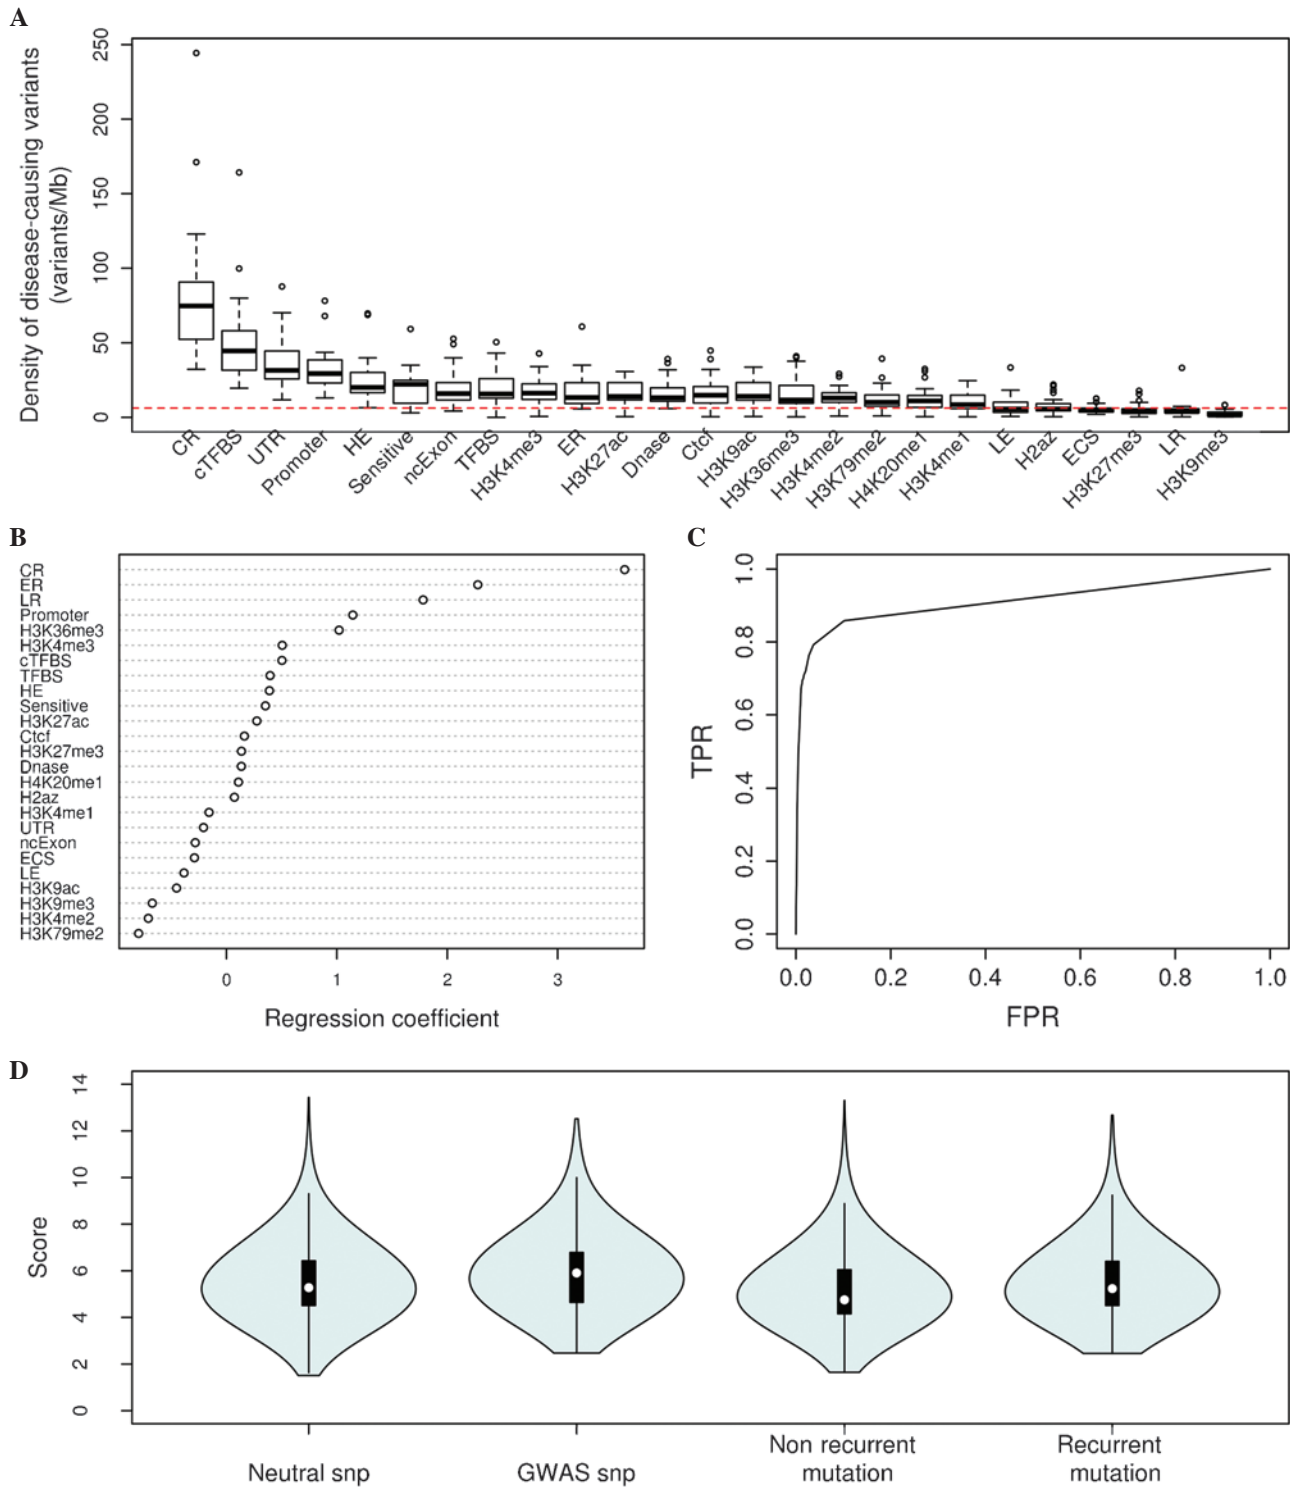 A
Density of disease-causing variants
(variants/Mb)
250
200
150
100
50
0
CR
cTFBS
UTR
Promoter
HE
Sensitive
ncExon
TFBS
H3K4me3
ER
H3K27ac
Dnase
Ctcf
H3K9ac
H3K36me3
H3K4me2
H3K79me2
H4K20me1
H3K4me1
LE
H2az
ECS
H3K27me3
LR
H3K9me3
B
CR
ER
LR
Promoter
H3K36me3
H3K4me3
cTFBS
TFBS
HE
Sensitive
H3K27ac
Ctcf
H3K27me3
Dnase
H4K20me1
H2az
H3K4me1
UTR
ncExon
ECS
LE
H3K9ac
H3K9me3
H3K4me2
H3K79me2
0 1 2 3
Regression coefficient
C
TPR
1.0
0.8
0.6
0.4
0.2
0.0
0.0 0.2 0.4 0.6 0.8 1.0
FPR
D
Score
14
12
10
8
6
4
2
0
Neutral snp
GWAS snp
Non recurrent
mutation
Recurrent
mutation